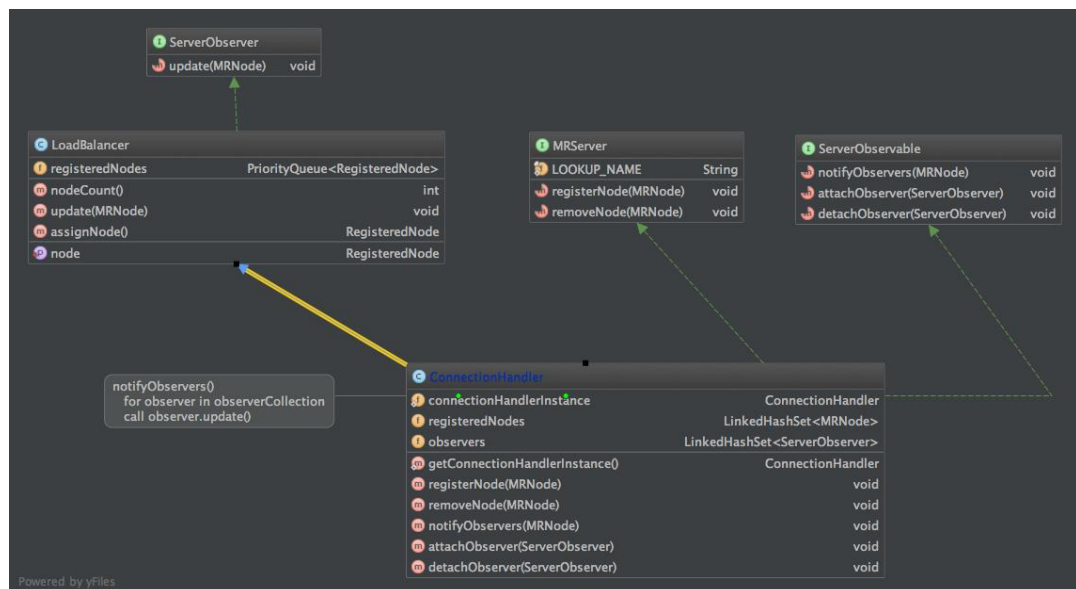 ServerObserver
update(MRNode) void
LoadBalancer
registeredNodes PriorityQueue<RegisteredNode>
nodeCount() int
update(MRNode) void
assignNode() RegisteredNode
node RegisteredNode
MRServer
LOOKUP_NAME String
registerNode(MRNode) void
removeNode(MRNode) void
ServerObservable
notifyObservers(MRNode) void
attachObserver(ServerObserver) void
detachObserver(ServerObserver) void
notifyObservers()
for observer in observerCollection
call observer.update()
ConnectionHandler
connectionHandlerInstance ConnectionHandler
registeredNodes LinkedHashSet<MRNode>
observers LinkedHashSet<ServerObserver>
getConnectionHandlerInstance() ConnectionHandler
registerNode(MRNode) void
removeNode(MRNode) void
notifyObservers(MRNode) void
attachObserver(ServerObserver) void
detachObserver(ServerObserver) void
Powered by yFiles